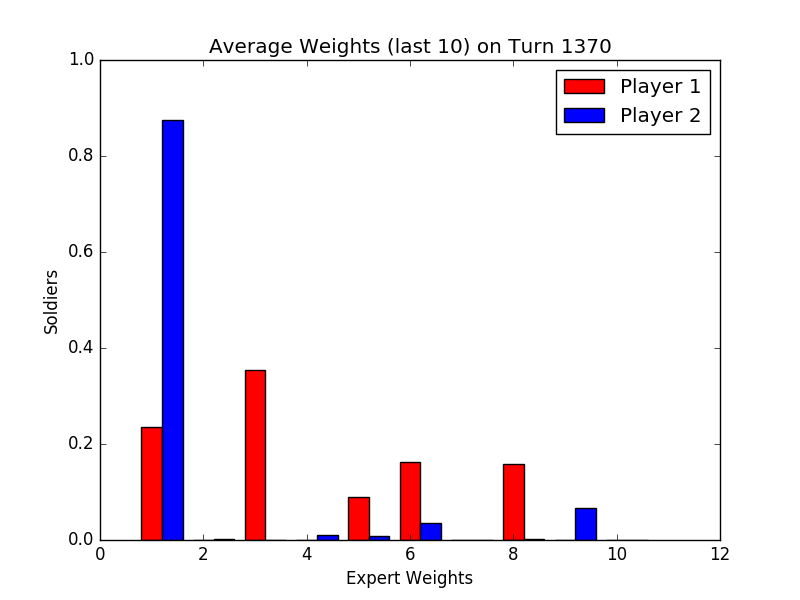 Average Weights (last 10) on Turn 1370
Player 1
Player 2
1.0
0.8
0.6
0.4
0.2
0.0
Soldiers
0 2 4 6 8 10 12
Expert Weights